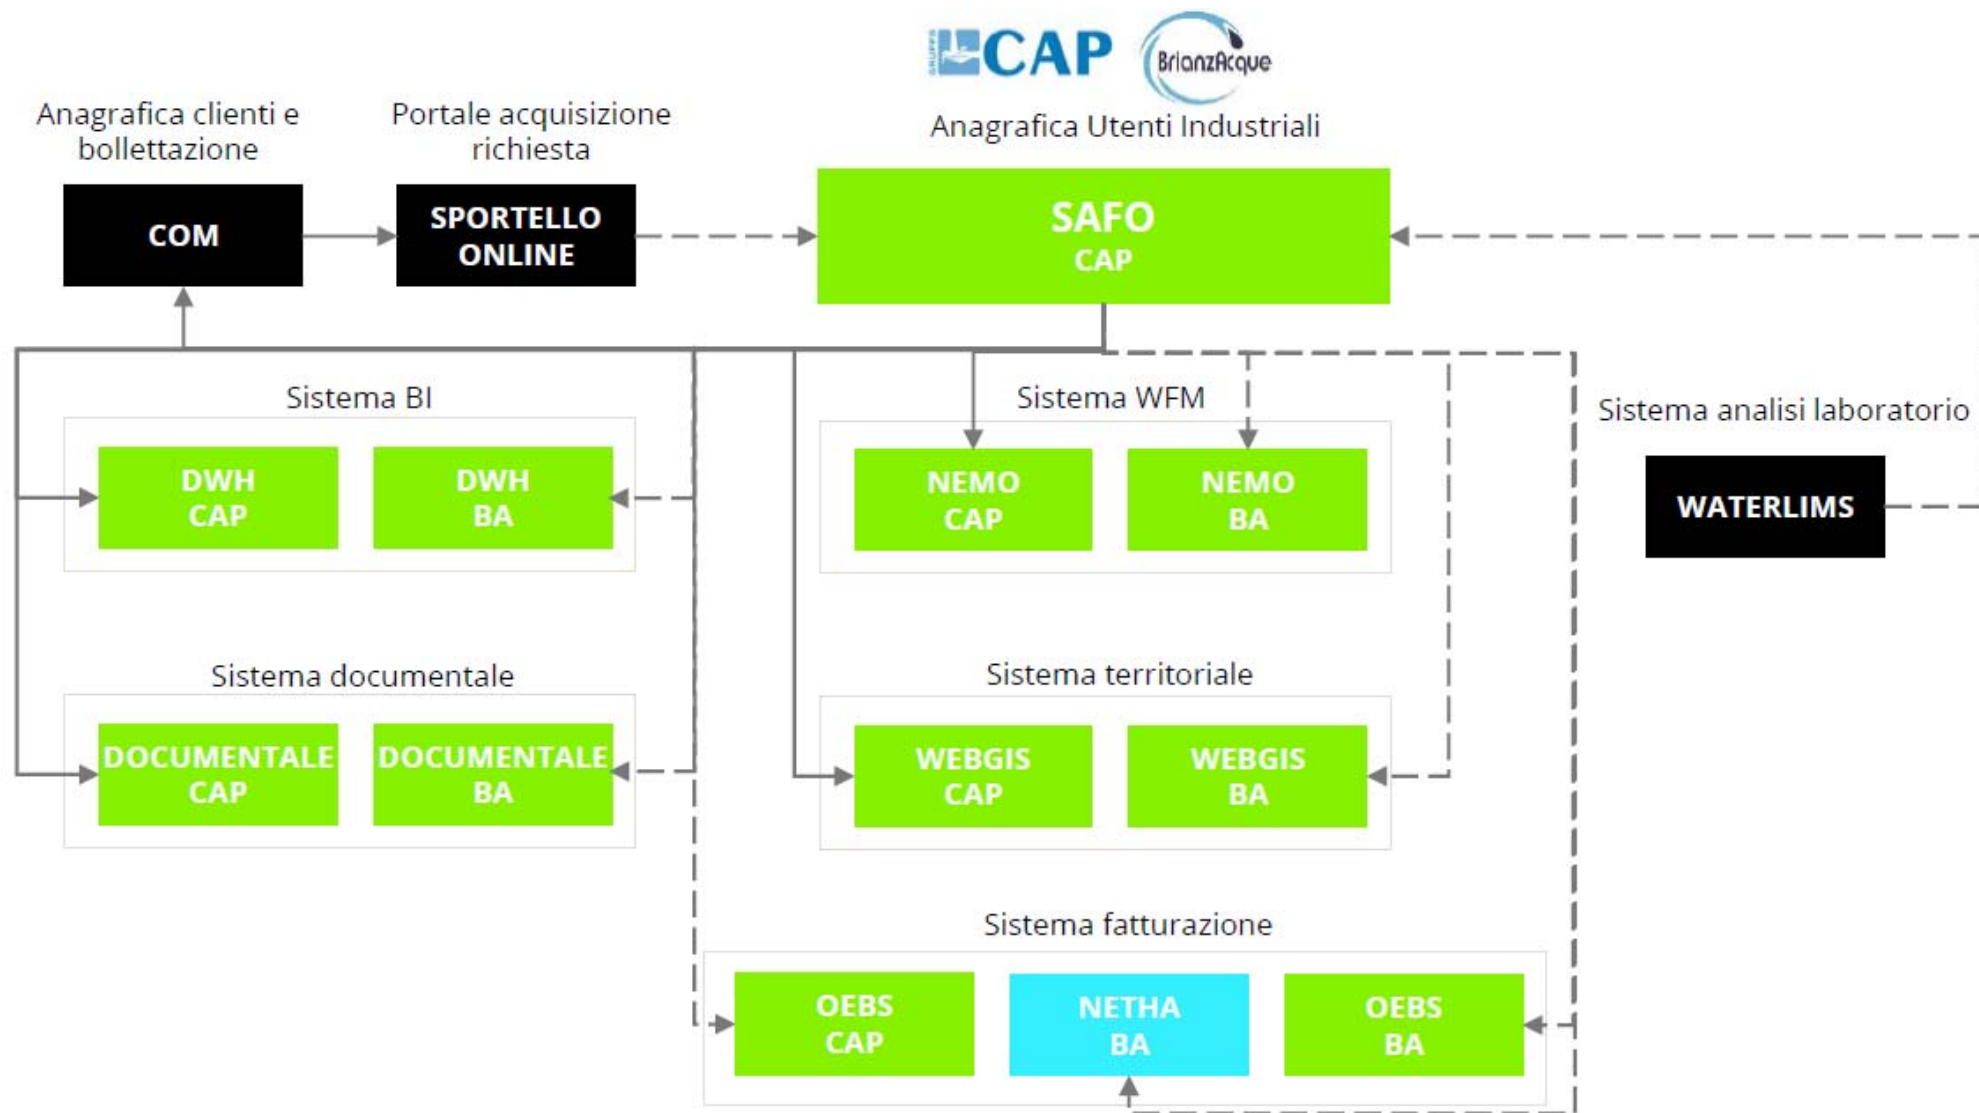 GRUPPO CAP
BrianzAcque
Anagrafica clienti e
bollettazione
Portale acquisizione
richiesta
Anagrafica Utenti Industriali
COM
SPORTELLO
ONLINE
SAFO
CAP
Sistema BI
Sistema WFM
Sistema analisi laboratorio
DWH
CAP
DWH
BA
NEMO
CAP
NEMO
BA
WATERLIMS
Sistema documentale
Sistema territoriale
DOCUMENTALE
CAP
DOCUMENTALE
BA
WEBGIS
CAP
WEBGIS
BA
Sistema fatturazione
OEBS
CAP
NETHA
BA
OEBS
BA